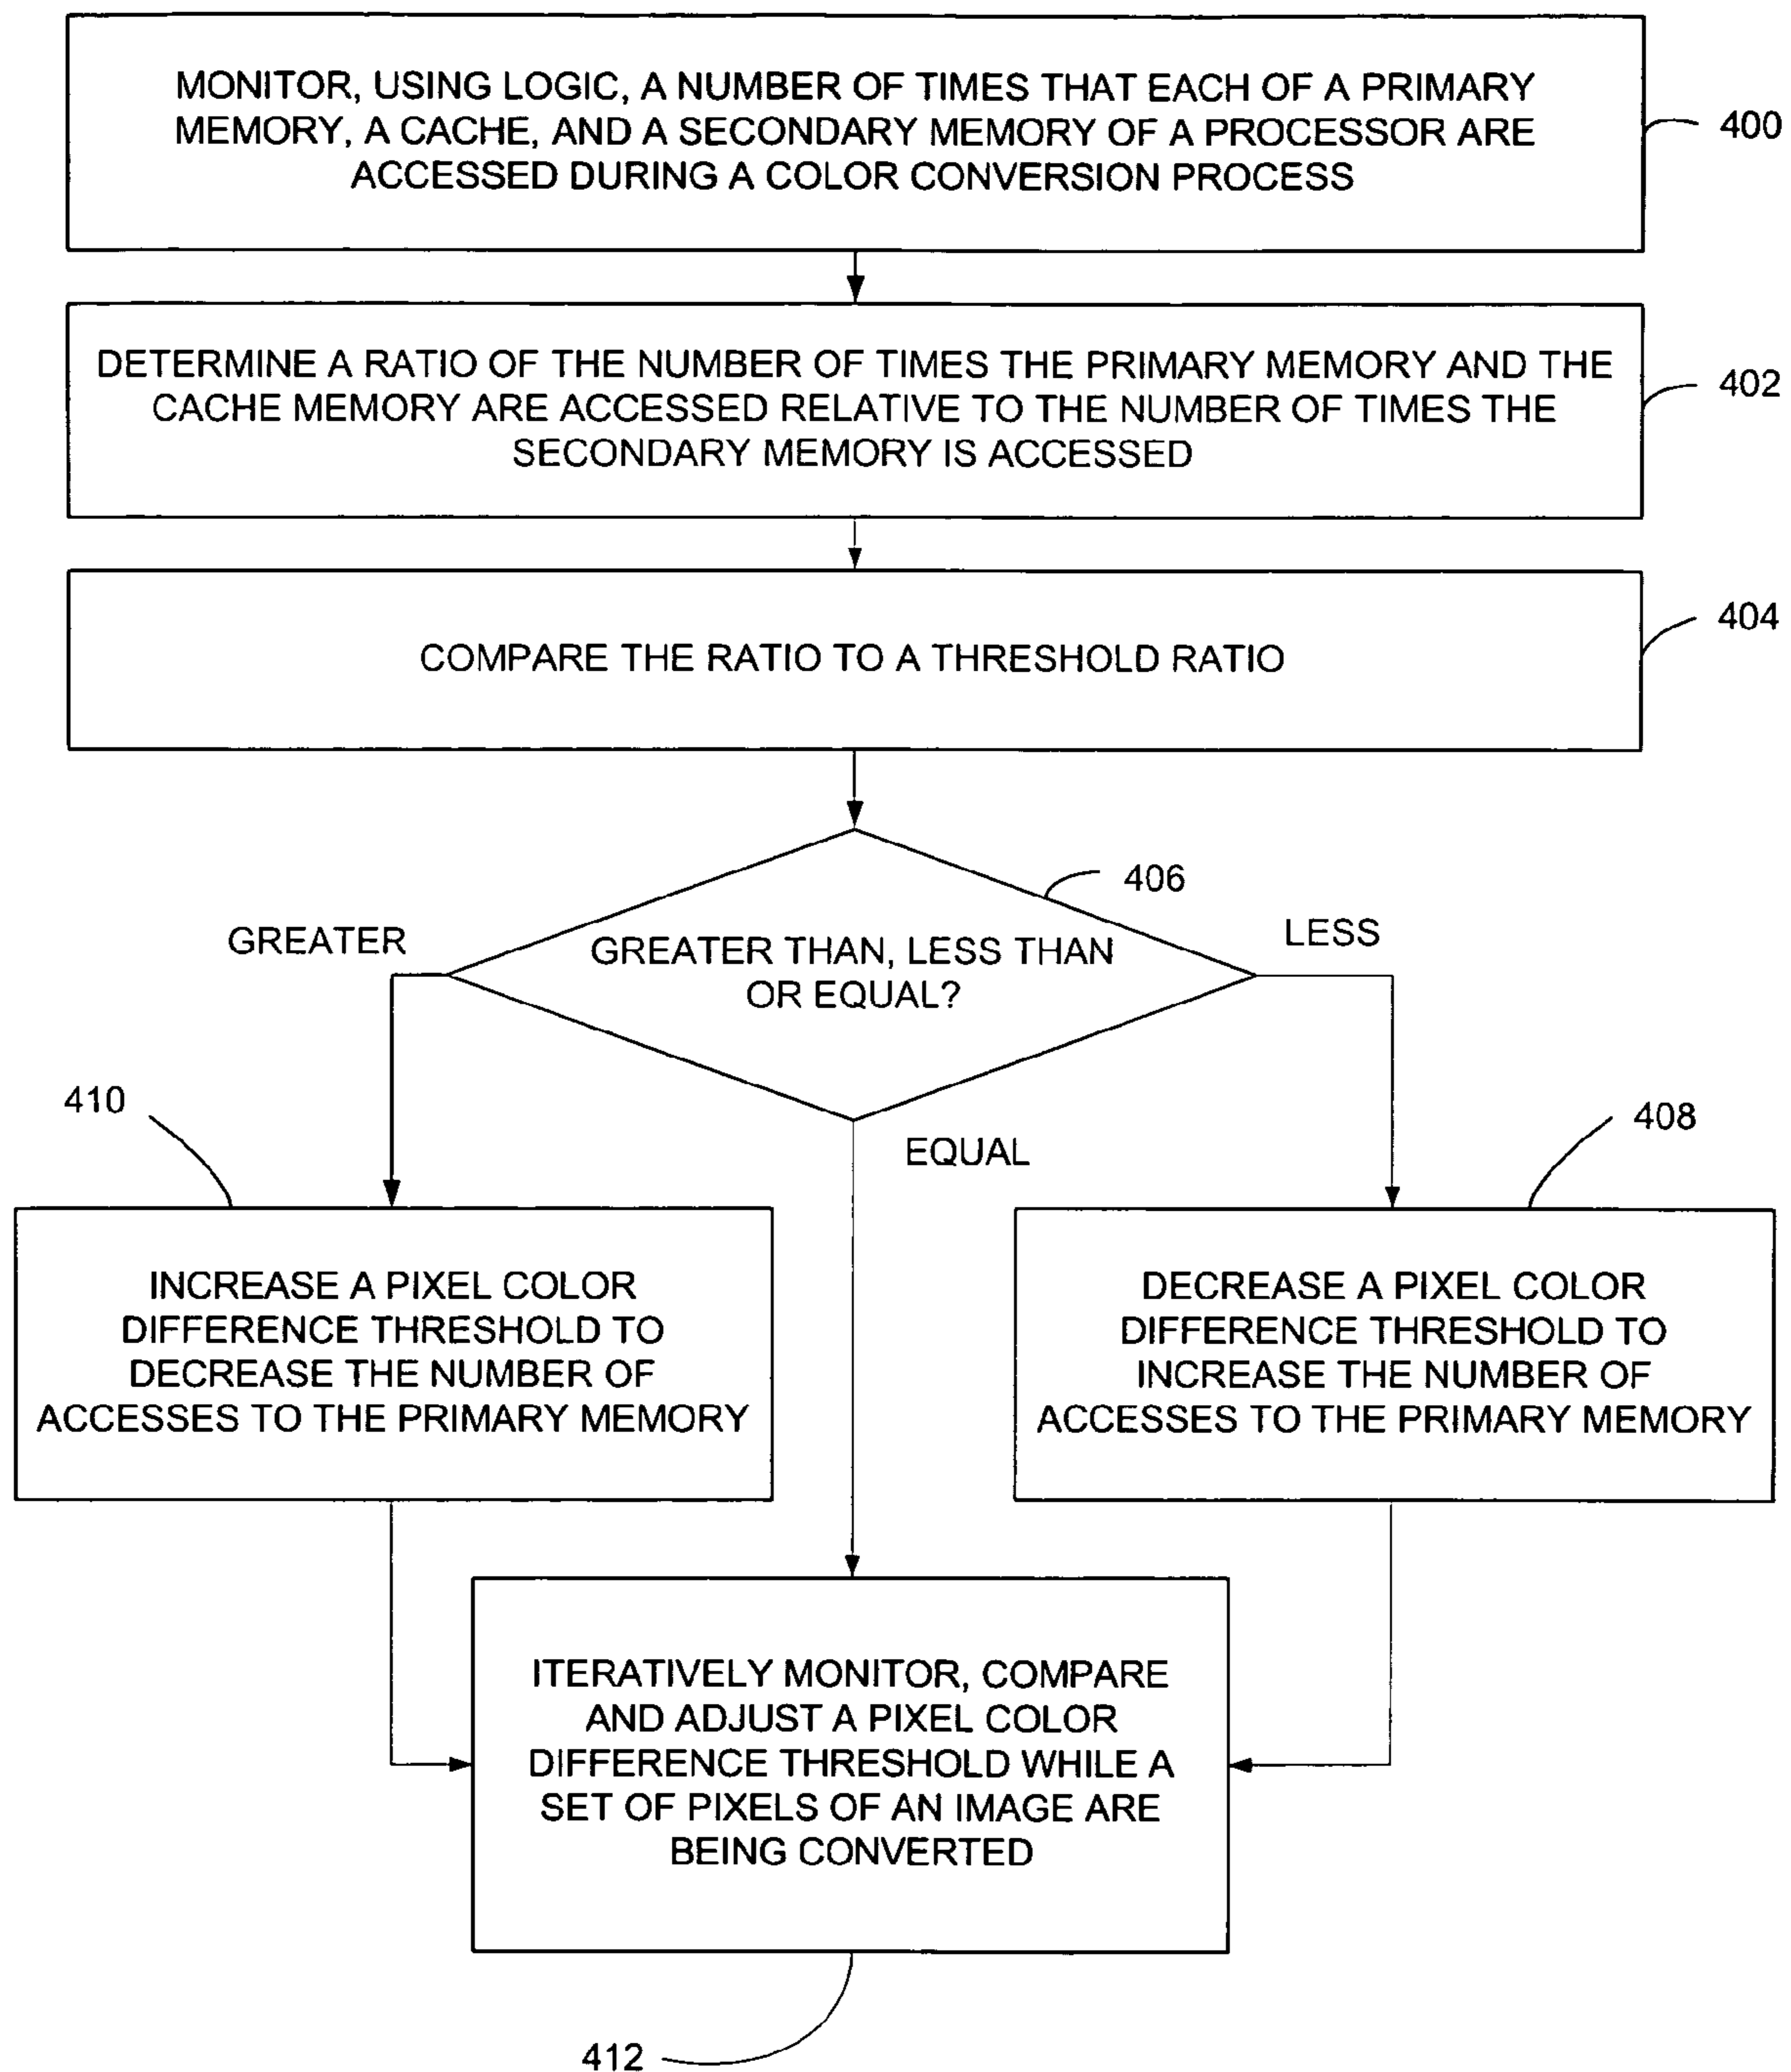 MONITOR, USING LOGIC, A NUMBER OF TIMES THAT EACH OF A PRIMARY
MEMORY, A CACHE, AND A SECONDARY MEMORY OF A PROCESSOR ARE
ACCESSED DURING A COLOR CONVERSION PROCESS
400
DETERMINE A RATIO OF THE NUMBER OF TIMES THE PRIMARY MEMORY AND THE
CACHE MEMORY ARE ACCESSED RELATIVE TO THE NUMBER OF TIMES THE
SECONDARY MEMORY IS ACCESSED
402
COMPARE THE RATIO TO A THRESHOLD RATIO
404
406
GREATER THAN, LESS THAN
OR EQUAL?
GREATER
LESS
EQUAL
410
INCREASE A PIXEL COLOR
DIFFERENCE THRESHOLD TO
DECREASE THE NUMBER OF
ACCESSES TO THE PRIMARY MEMORY
408
DECREASE A PIXEL COLOR
DIFFERENCE THRESHOLD TO
INCREASE THE NUMBER OF
ACCESSES TO THE PRIMARY MEMORY
ITERATIVELY MONITOR, COMPARE
AND ADJUST A PIXEL COLOR
DIFFERENCE THRESHOLD WHILE A
SET OF PIXELS OF AN IMAGE ARE
BEING CONVERTED
412